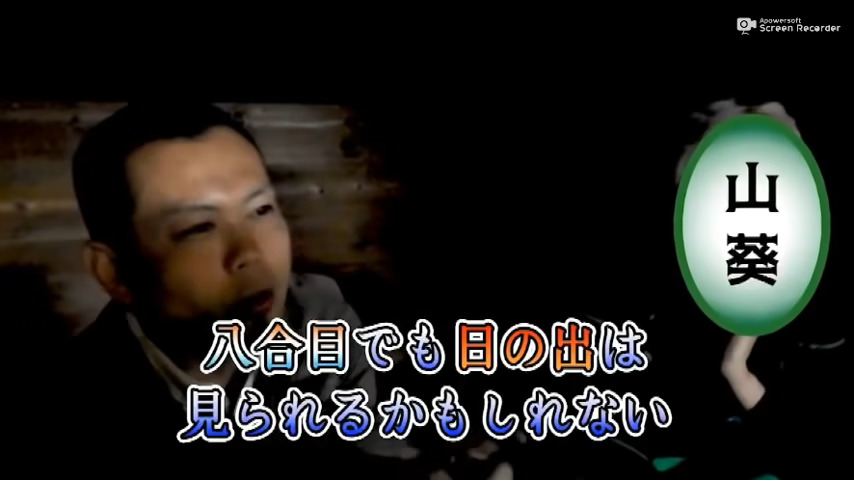 Apowersoft
Screen Recorder
山
葵
八合目でも日の出は
見られるかもしれない